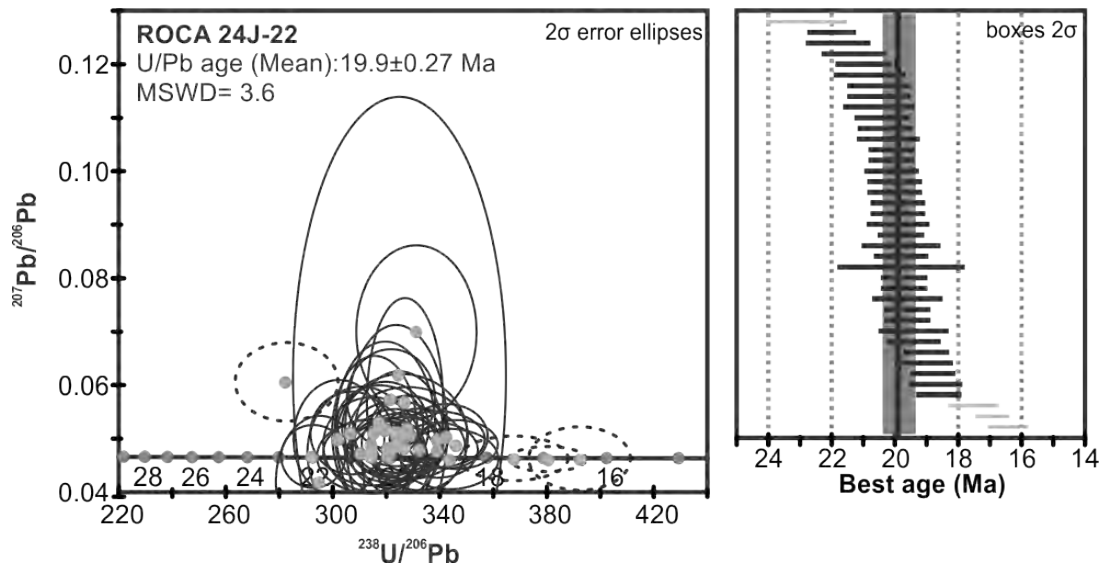 ROCA 24J-22
U/Pb age (Mean):19.9±0.27 Ma
MSWD= 3.6
2σ error ellipses
0.12
0.10
0.08
0.06
0.04
²⁰⁷Pb/²⁰⁶Pb
28 26 24 18 16
220 260 300 340 380 420
²³⁸U/²⁰⁶Pb
boxes 2σ
24 22 20 18 16 14
Best age (Ma)